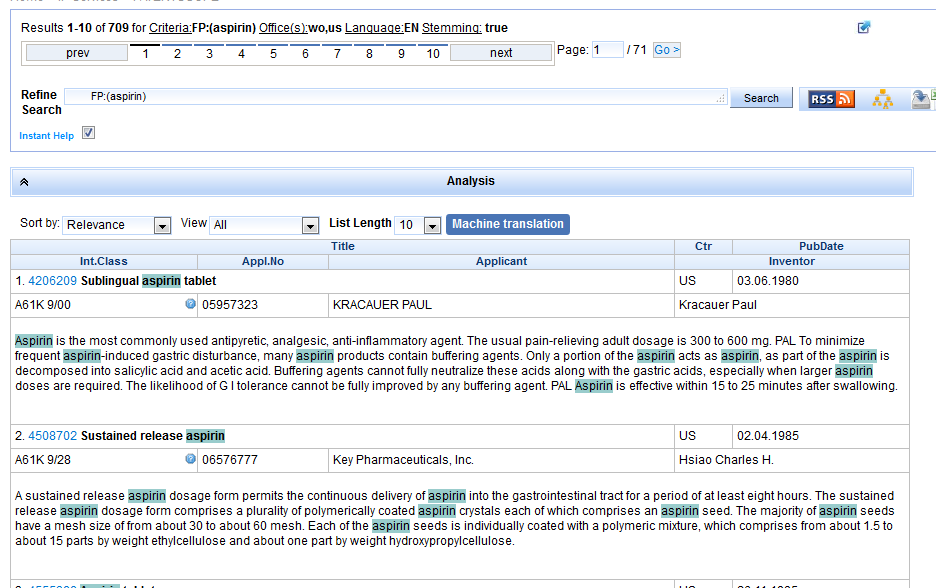 Results 1-10 of 709 for Criteria:FP:(aspirin) Office(s):wo,us Language:EN Stemming: true
prev 1 2 3 4 5 6 7 8 9 10 next Page: 1 / 71 Go >
Refine Search FP:(aspirin) Search RSS
Instant Help
Analysis
Sort by: Relevance View All List Length 10 Machine translation
Title Ctr PubDate
Int.Class Appl.No Applicant Inventor
1. 4206209 Sublingual aspirin tablet US 03.06.1980
A61K 9/00 05957323 KRACAUER PAUL Kracauer Paul
Aspirin is the most commonly used antipyretic, analgesic, anti-inflammatory agent. The usual pain-relieving adult dosage is 300 to 600 mg. PAL To minimize
frequent aspirin-induced gastric disturbance, many aspirin products contain buffering agents. Only a portion of the aspirin acts as aspirin, as part of the aspirin is
decomposed into salicylic acid and acetic acid. Buffering agents cannot fully neutralize these acids along with the gastric acids, especially when larger aspirin
doses are required. The likelihood of G I tolerance cannot be fully improved by any buffering agent. PAL Aspirin is effective within 15 to 25 minutes after swallowing.
2. 4508702 Sustained release aspirin US 02.04.1985
A61K 9/28 06576777 Key Pharmaceuticals, Inc. Hsiao Charles H.
A sustained release aspirin dosage form permits the continuous delivery of aspirin into the gastrointestinal tract for a period of at least eight hours. The sustained
release aspirin dosage form comprises a plurality of polymerically coated aspirin crystals each of which comprises an aspirin seed. The majority of aspirin seeds
have a mesh size of from about 30 to about 60 mesh. Each of the aspirin seeds is individually coated with a polymeric mixture, which comprises from about 1.5 to
about 15 parts by weight ethylcellulose and about one part by weight hydroxypropylcellulose.